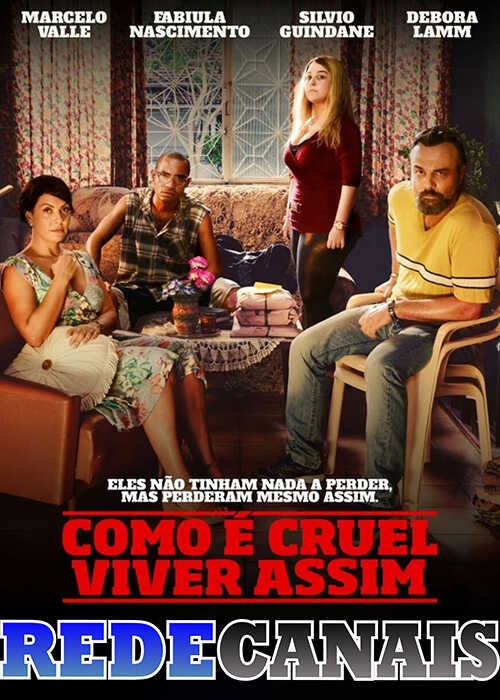 MARCELO VALLE
FABIULA NASCIMENTO
SILVIO GUINDANE
DEBORA LAMM
ELES NÃO TINHAM NADA A PERDER,
MAS PERDERAM MESMO ASSIM.
COMO É CRUEL
VIVER ASSIM
REDECANAIS